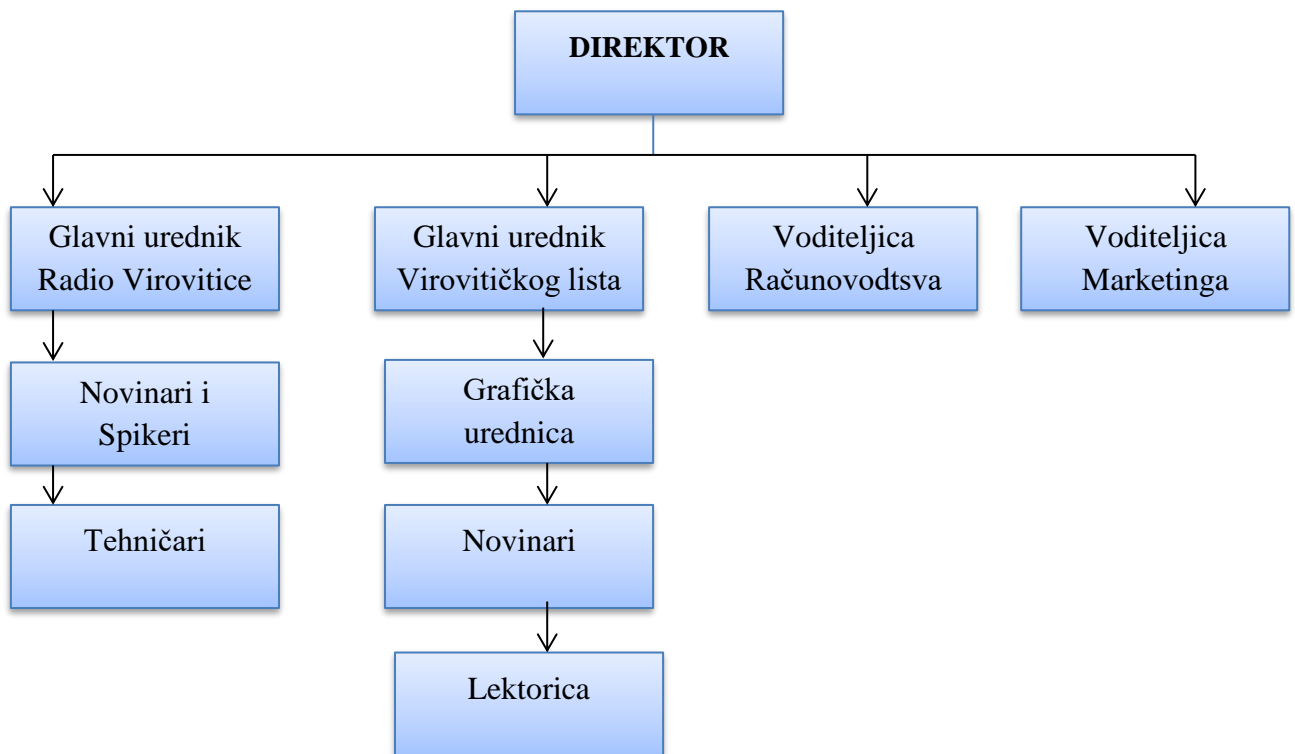 DIREKTOR
Glavni urednik
Radio Virovitice
Glavni urednik
Virovitičkog lista
Voditeljica
Računovodtsva
Voditeljica
Marketinga
Novinari i
Spikeri
Grafička
urednica
Tehničari
Novinari
Lektorica